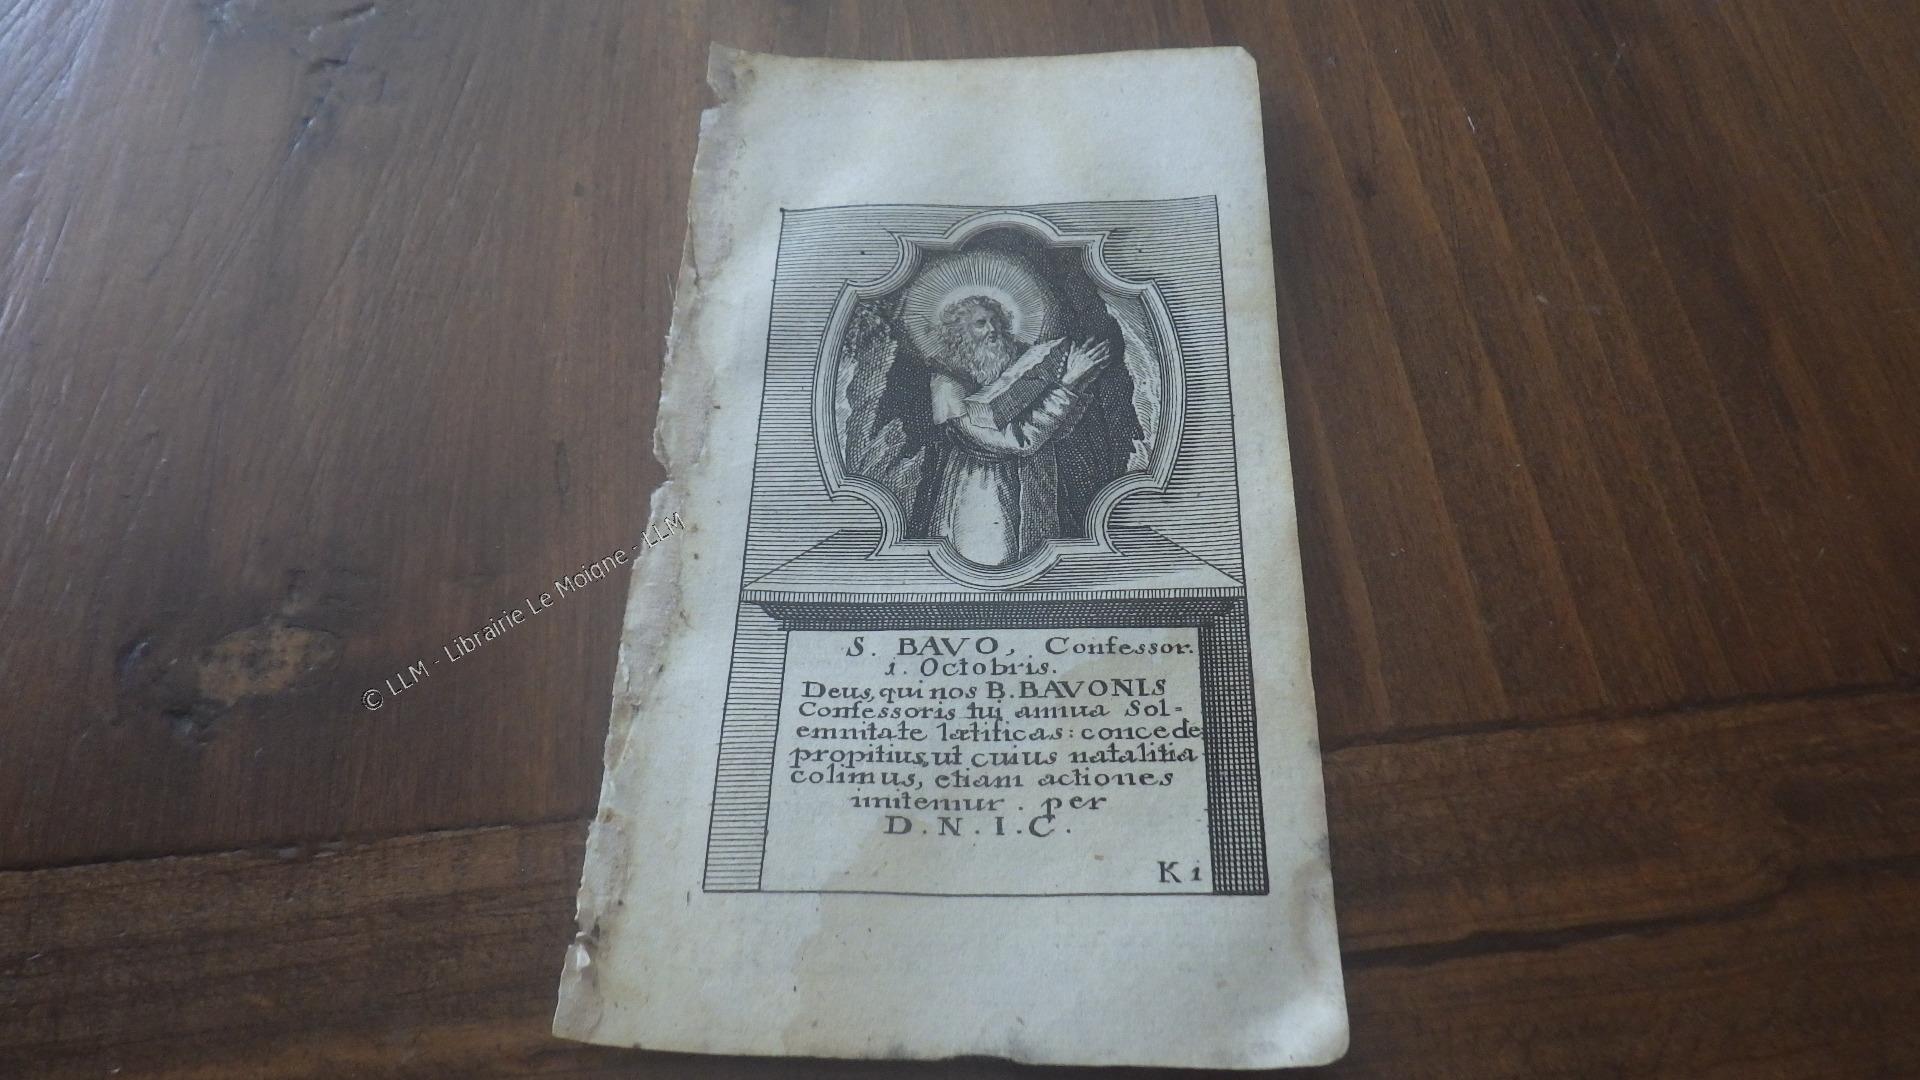 S. BAVO, Confessor.
1. Octobris.
Deus, qui nos B. BAVONIS
Confessoris tui annua Sol=
emnitate lætificas: concede
propitius, ut cuius natalitia
colimus, etiam actiones
imitemur. per
D. N. I. C.
K 1
© LLM - Librairie Le Moigne - LLM